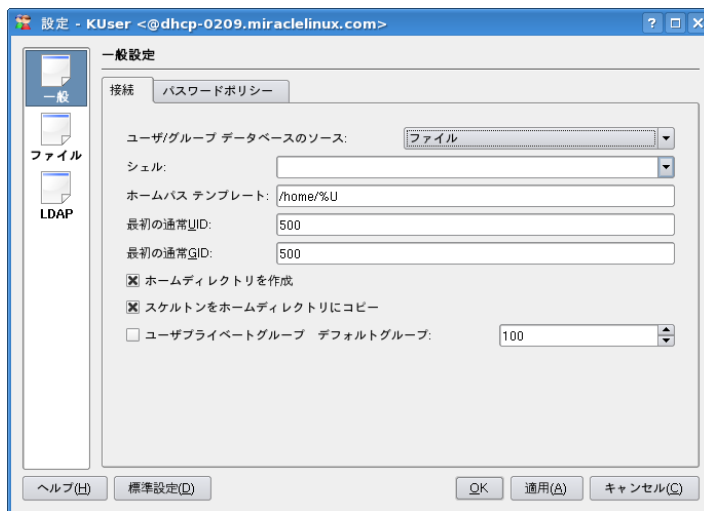 設定 - KUser <@dhcp-0209.miraclelinux.com>
一般
ファイル
LDAP
一般設定
接続 パスワードポリシー
ユーザ/グループ データベースのソース: ファイル
シェル:
ホームパス テンプレート: /home/%U
最初の通常UID: 500
最初の通常GID: 500
ホームディレクトリを作成
スケルトンをホームディレクトリにコピー
ユーザプライベートグループ デフォルトグループ: 100
ヘルプ(H) 標準設定(D) OK 適用(A) キャンセル(C)